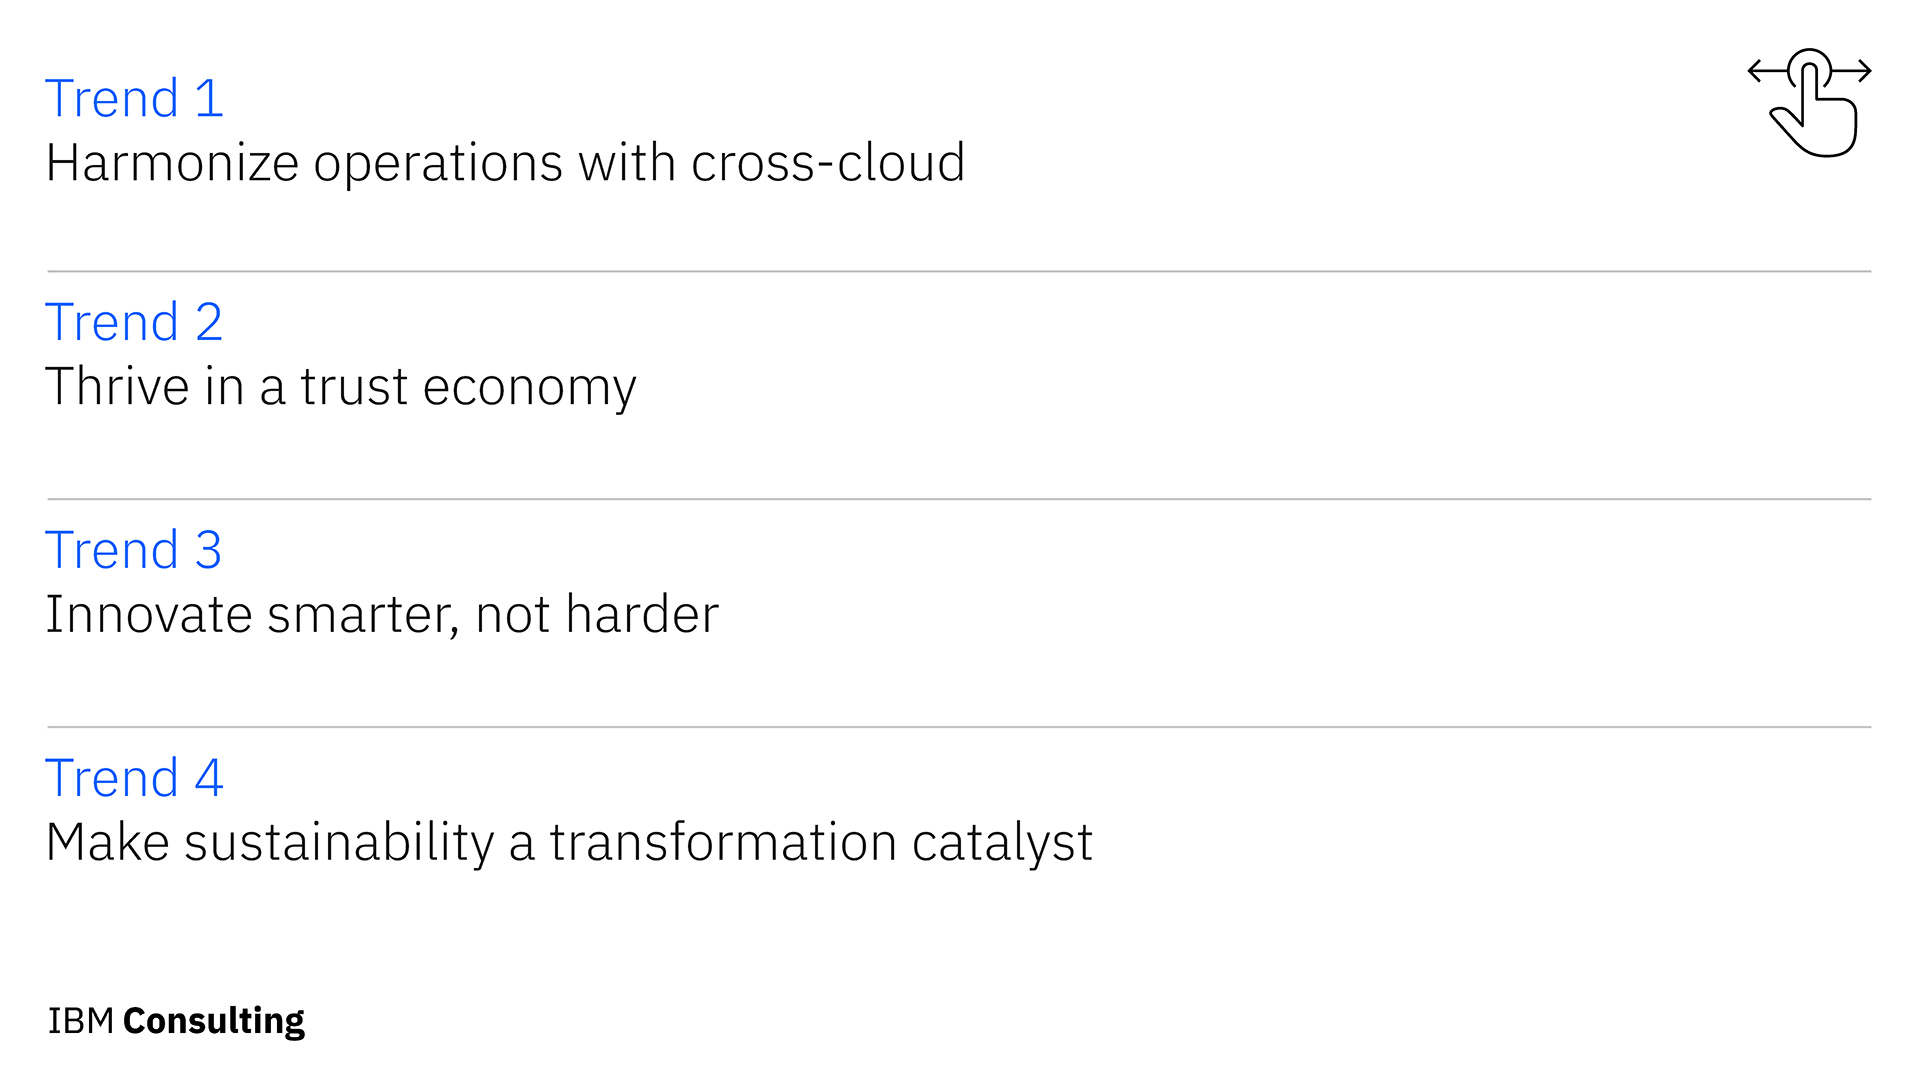 Trend 1
Harmonize operations with cross-cloud
Trend 2
Thrive in a trust economy
Trend 3
Innovate smarter, not harder
Trend 4
Make sustainability a transformation catalyst
IBM Consulting